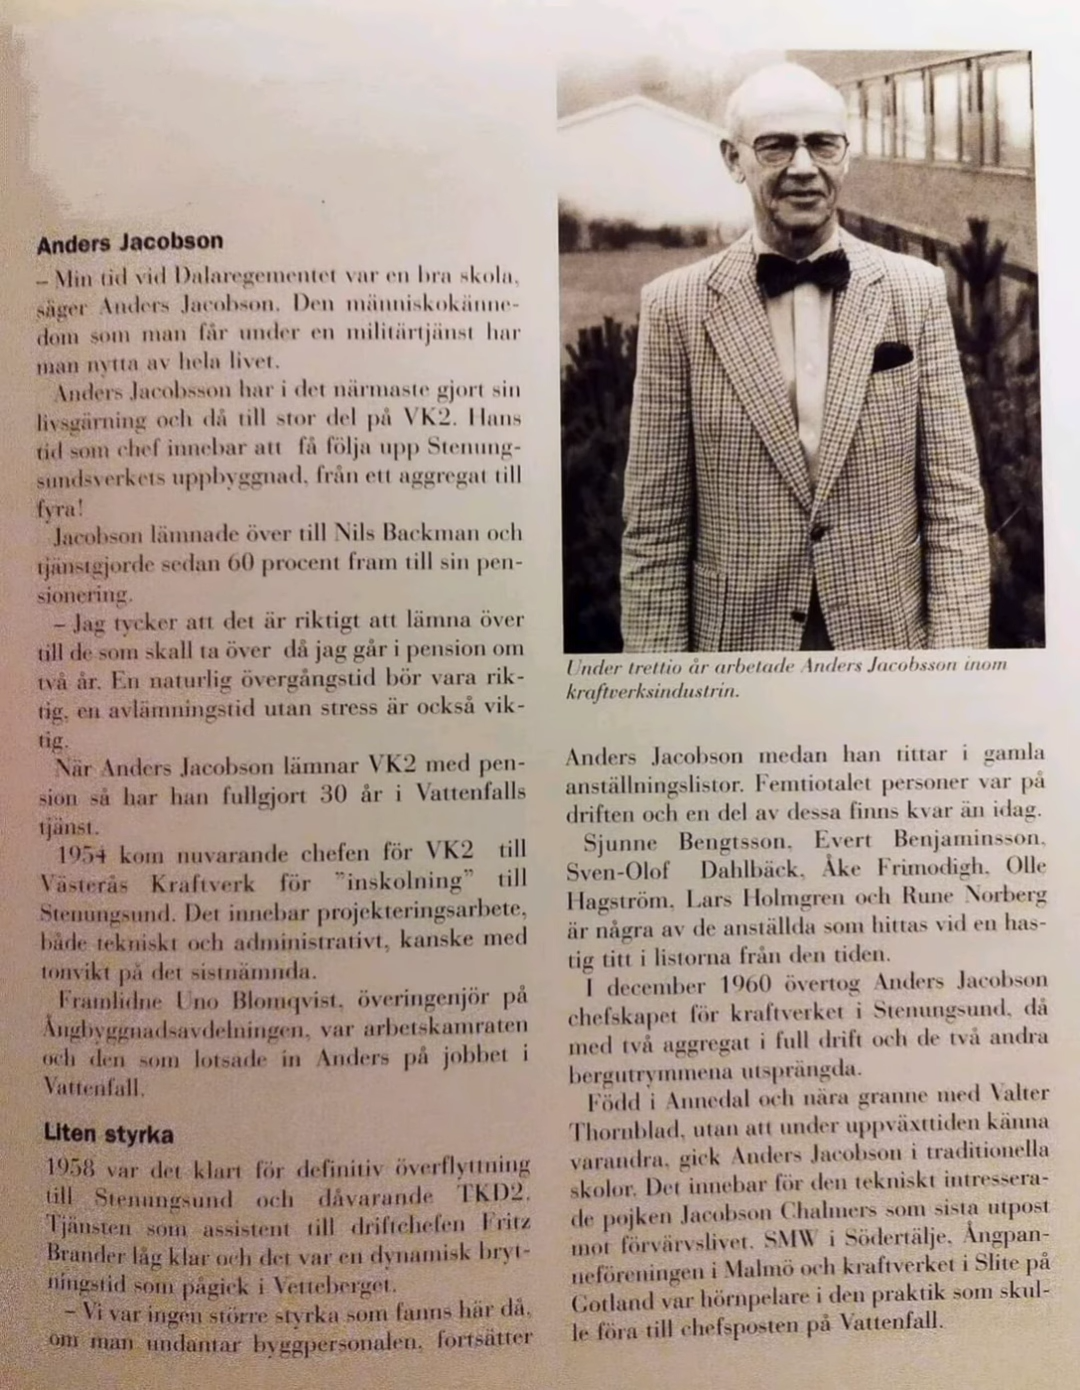 Anders Jacobson
– Min tid vid Dalaregementet var en bra skola,
säger Anders Jacobson. Den människokänne-
dom som man får under en militärtjänst har
man nytta av hela livet.
Anders Jacobsson har i det närmaste gjort sin
livsgärning och då till stor del på VK2. Hans
tid som chef innebar att få följa upp Stenung-
sundsverkets uppbyggnad, från ett aggregat till
fyra!
Jacobson lämnade över till Nils Backman och
tjänstgjorde sedan 60 procent fram till sin pen-
sionering.
– Jag tycker att det är riktigt att lämna över
till de som skall ta över då jag går i pension om
två år. En naturlig övergångstid bör vara rik-
tig, en avlämningstid utan stress är också vik-
tig.
När Anders Jacobson lämnar VK2 med pen-
sion så har han fullgjort 30 år i Vattenfalls
tjänst.
1954 kom nuvarande chefen för VK2 till
Västerås Kraftverk för "inskolning" till
Stenungsund. Det innebar projekteringsarbete,
både tekniskt och administrativt, kanske med
tonvikt på det sistnämnda.
Framlidne Uno Blomqvist, överingenjör på
Ångbyggnadsavdelningen, var arbetskamraten
och den som lotsade in Anders på jobbet i
Vattenfall.
Liten styrka
1958 var det klart för definitiv överflyttning
till Stenungsund och dåvarande TKD2.
Tjänsten som assistent till driftchefen Fritz
Brander låg klar och det var en dynamisk bryt-
ningstid som pågick i Vetteberget.
– Vi var ingen större styrka som fanns här då,
om man undantar byggpersonalen, fortsätter
Under trettio år arbetade Anders Jacobsson inom
kraftverksindustrin.
Anders Jacobson medan han tittar i gamla
anställningslistor. Femtiotalet personer var på
driften och en del av dessa finns kvar än idag.
Sjunne Bengtsson, Evert Benjaminsson,
Sven-Olof Dahlbäck, Åke Frimodigh, Olle
Hagström, Lars Holmgren och Rune Norberg
är några av de anställda som hittas vid en has-
tig titt i listorna från den tiden.
I december 1960 övertog Anders Jacobson
chefskapet för kraftverket i Stenungsund, då
med två aggregat i full drift och de två andra
bergutrymmena utsprängda.
Född i Annedal och nära granne med Valter
Thornblad, utan att under uppväxttiden känna
varandra, gick Anders Jacobson i traditionella
skolor. Det innebar för den tekniskt intressera-
de pojken Jacobson Chalmers som sista utpost
mot förvärvslivet. SMW i Södertälje, Ångpan-
neföreningen i Malmö och kraftverket i Slite på
Gotland var hörnpelare i den praktik som skul-
le föra till chefsposten på Vattenfall.